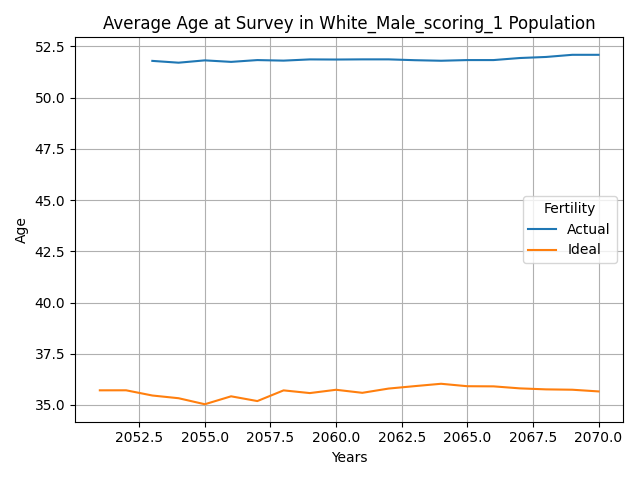 Average Age at Survey in White_Male_scoring_1 Population
52.5
50.0
47.5
45.0
42.5
40.0
37.5
35.0
Age
Fertility
Actual
Ideal
2052.5 2055.0 2057.5 2060.0 2062.5 2065.0 2067.5 2070.0
Years